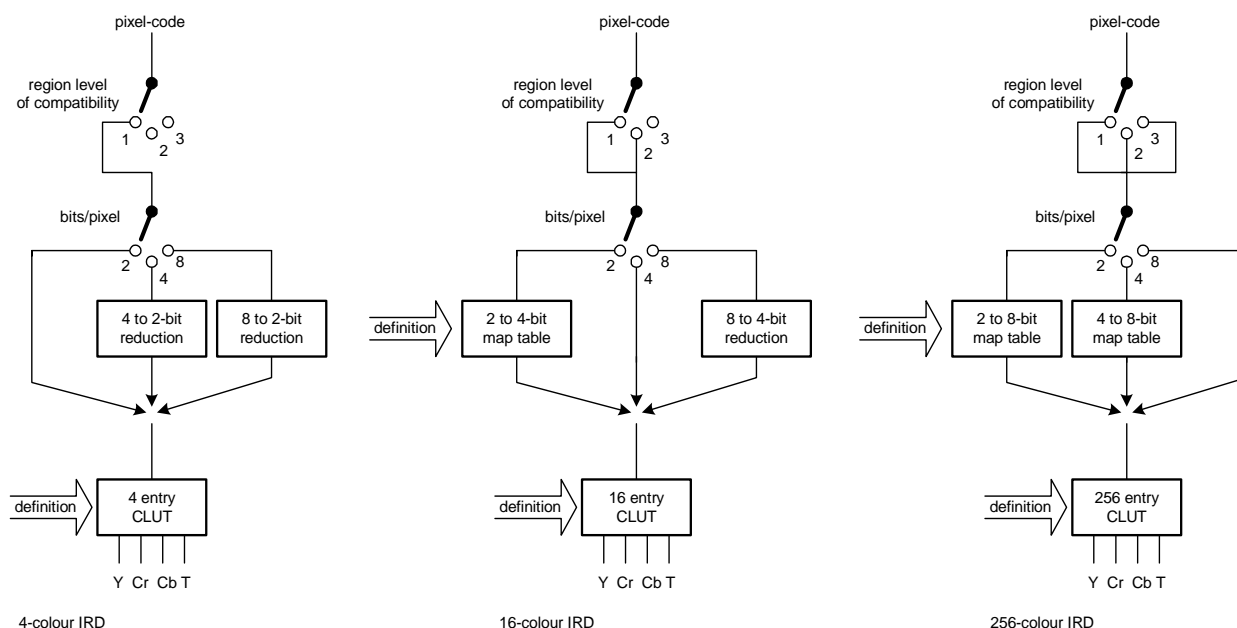 pixel-code
region level
of compatibility
1
2
3
bits/pixel
2
4
8
4 to 2-bit
reduction
8 to 2-bit
reduction
definition
4 entry
CLUT
Y Cr Cb T
4-colour IRD
pixel-code
region level
of compatibility
1
2
3
bits/pixel
2
4
8
definition
2 to 4-bit
map table
8 to 4-bit
reduction
definition
16 entry
CLUT
Y Cr Cb T
16-colour IRD
pixel-code
region level
of compatibility
1
2
3
bits/pixel
2
4
8
definition
2 to 8-bit
map table
4 to 8-bit
map table
definition
256 entry
CLUT
Y Cr Cb T
256-colour IRD